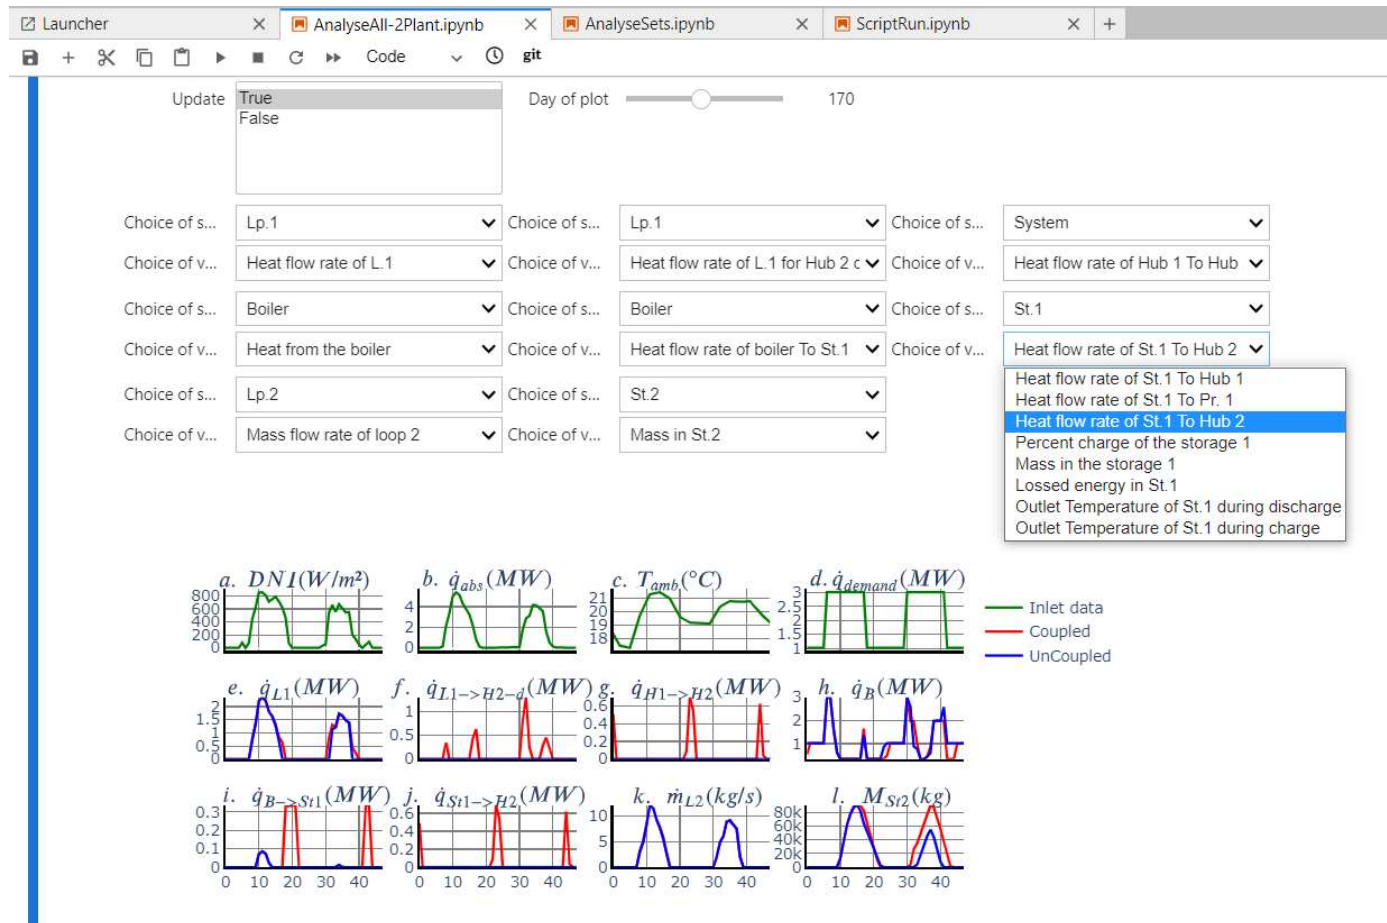 Launcher
AnalyseAll-2Plant.ipynb
AnalyseSets.ipynb
ScriptRun.ipynb
Code
git
Update
True
False
Day of plot
170
Choice of s...
Lp.1
Choice of s...
Lp.1
Choice of s...
System
Choice of v...
Heat flow rate of L.1
Choice of v...
Heat flow rate of L.1 for Hub 2 c
Choice of v...
Heat flow rate of Hub 1 To Hub
Choice of s...
Boiler
Choice of s...
Boiler
Choice of s...
St.1
Choice of v...
Heat from the boiler
Choice of v...
Heat flow rate of boiler To St.1
Choice of v...
Heat flow rate of St.1 To Hub 2
Heat flow rate of St.1 To Hub 1
Heat flow rate of St.1 To Pr. 1
Heat flow rate of St.1 To Hub 2
Percent charge of the storage 1
Mass in the storage 1
Lossed energy in St.1
Outlet Temperature of St.1 during discharge
Outlet Temperature of St.1 during charge
Choice of s...
Lp.2
Choice of s...
St.2
Choice of v...
Mass flow rate of loop 2
Choice of v...
Mass in St.2
a. DNI(W/m²)
800
600
400
200
0
b. q̇abs(MW)
4
2
0
c. Tamb(°C)
21
20
19
18
d. q̇demand(MW)
3
2.5
2
1.5
1
Inlet data
Coupled
UnCoupled
e. q̇L1(MW)
2
1.5
1
0.5
0
f. q̇L1->H2-d(MW)
1
0.5
0
g. q̇H1->H2(MW)
0.6
0.4
0.2
0
h. q̇B(MW)
3
2
1
i. q̇B->St1(MW)
0.3
0.2
0.1
0
j. q̇St1->H2(MW)
0.6
0.4
0.2
0
k. ṁL2(kg/s)
10
5
0
l. MSt2(kg)
80k
60k
40k
20k
0
0 10 20 30 40
0 10 20 30 40
0 10 20 30 40
0 10 20 30 40